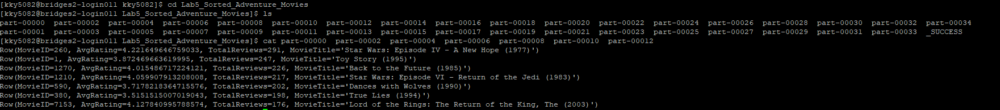 [kky5082@bridges2-login011 kky5082]$ cd Lab5_Sorted_Adventure_Movies
[kky5082@bridges2-login011 Lab5_Sorted_Adventure_Movies]$ ls
part-00000  part-00002  part-00004  part-00006  part-00008  part-00010  part-00012  part-00014  part-00016  part-00018  part-00020  part-00022  part-00024  part-00026  part-00028  part-00030  part-00032  part-00034
part-00001  part-00003  part-00005  part-00007  part-00009  part-00011  part-00013  part-00015  part-00017  part-00019  part-00021  part-00023  part-00025  part-00027  part-00029  part-00031  part-00033  _SUCCESS
[kky5082@bridges2-login011 Lab5_Sorted_Adventure_Movies]$ cat part-00000  part-00002  part-00004  part-00006  part-00008  part-00010  part-00012
Row(MovieID=260, AvgRating=4.221649646759033, TotalReviews=291, MovieTitle='Star Wars: Episode IV - A New Hope (1977)')
Row(MovieID=1, AvgRating=3.872469663619995, TotalReviews=247, MovieTitle='Toy Story (1995)')
Row(MovieID=1270, AvgRating=4.015486717224121, TotalReviews=226, MovieTitle='Back to the Future (1985)')
Row(MovieID=1210, AvgRating=4.059907913208008, TotalReviews=217, MovieTitle='Star Wars: Episode VI - Return of the Jedi (1983)')
Row(MovieID=590, AvgRating=3.7178218364715576, TotalReviews=202, MovieTitle='Dances with Wolves (1990)')
Row(MovieID=380, AvgRating=3.5151515007019043, TotalReviews=198, MovieTitle='True Lies (1994)')
Row(MovieID=7153, AvgRating=4.127840995788574, TotalReviews=176, MovieTitle='Lord of the Rings: The Return of the King, The (2003)')